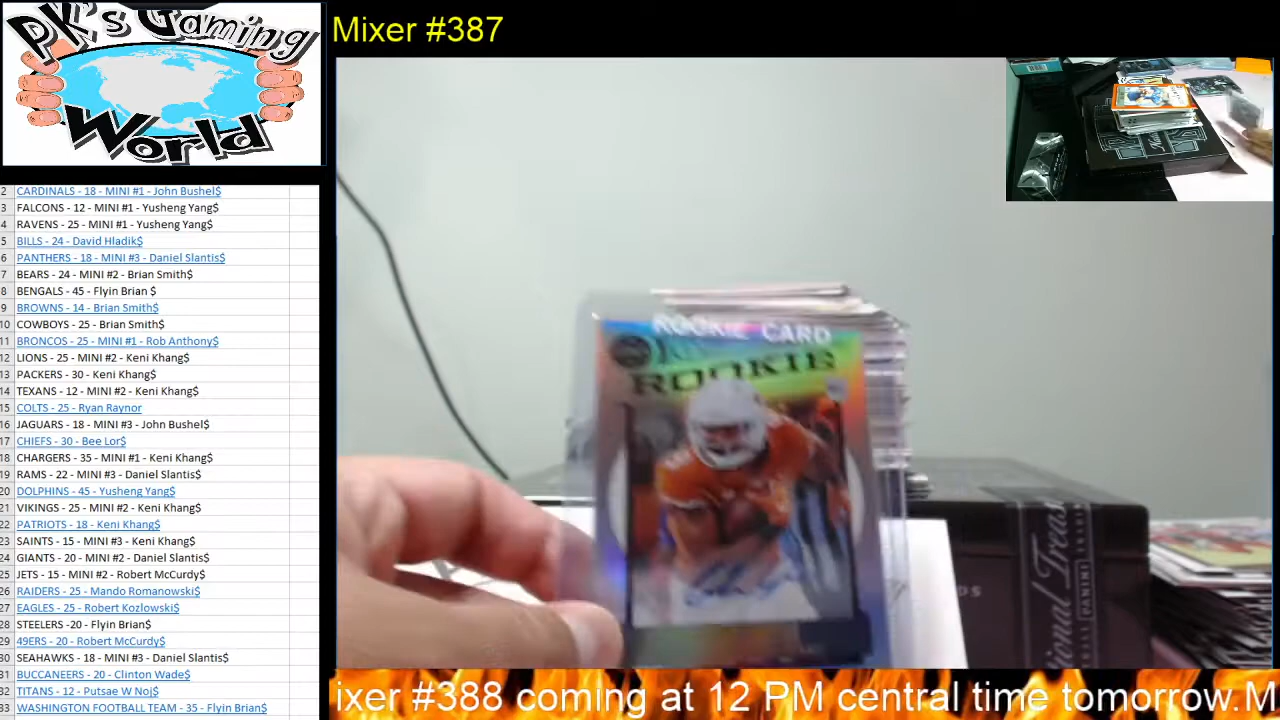 PK's Gaming
World
Mixer #387
2 CARDINALS - 18 - MINI #1 - John Bushel$
3 FALCONS - 12 - MINI #1 - Yusheng Yang$
4 RAVENS - 25 - MINI #1 - Yusheng Yang$
5 BILLS - 24 - David Hladik$
6 PANTHERS - 18 - MINI #3 - Daniel Slantis$
7 BEARS - 24 - MINI #2 - Brian Smith$
8 BENGALS - 45 - Flyin Brian $
9 BROWNS - 14 - Brian Smith$
10 COWBOYS - 25 - Brian Smith$
11 BRONCOS - 25 - MINI #1 - Rob Anthony$
12 LIONS - 25 - MINI #2 - Keni Khang$
13 PACKERS - 30 - Keni Khang$
14 TEXANS - 12 - MINI #2 - Keni Khang$
15 COLTS - 25 - Ryan Raynor
16 JAGUARS - 18 - MINI #3 - John Bushel$
17 CHIEFS - 30 - Bee Lor$
18 CHARGERS - 35 - MINI #1 - Keni Khang$
19 RAMS - 22 - MINI #3 - Daniel Slantis$
20 DOLPHINS - 45 - Yusheng Yang$
21 VIKINGS - 25 - MINI #2 - Keni Khang$
22 PATRIOTS - 18 - Keni Khang$
23 SAINTS - 15 - MINI #3 - Keni Khang$
24 GIANTS - 20 - MINI #2 - Daniel Slantis$
25 JETS - 15 - MINI #2 - Robert McCurdy$
26 RAIDERS - 25 - Mando Romanowski$
27 EAGLES - 25 - Robert Kozlowski$
28 STEELERS -20 - Flyin Brian$
29 49ERS - 20 - Robert McCurdy$
30 SEAHAWKS - 18 - MINI #3 - Daniel Slantis$
31 BUCCANEERS - 20 - Clinton Wade$
32 TITANS - 12 - Putsae W Noj$
33 WASHINGTON FOOTBALL TEAM - 35 - Flyin Brian$
ROOKIE CARD
ROOKIE
ional Treas
PANINI
ixer #388 coming at 12 PM central time tomorrow.M